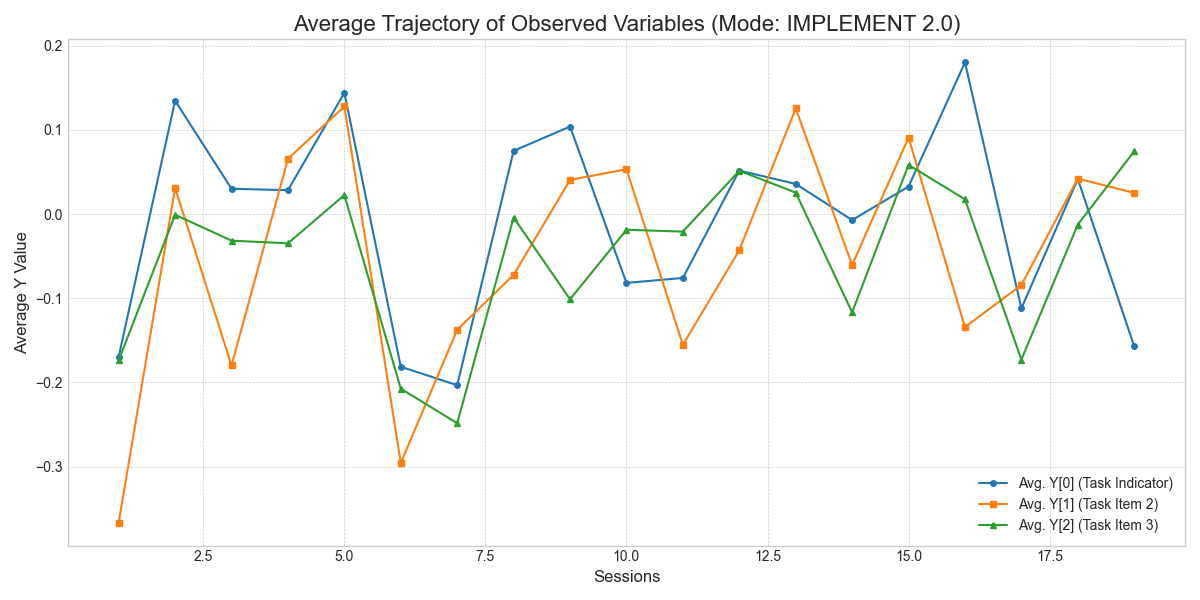 Average Trajectory of Observed Variables (Mode: IMPLEMENT 2.0)
Average Y Value
0.2
0.1
0.0
−0.1
−0.2
−0.3
Avg. Y[0] (Task Indicator)
Avg. Y[1] (Task Item 2)
Avg. Y[2] (Task Item 3)
2.5 5.0 7.5 10.0 12.5 15.0 17.5
Sessions